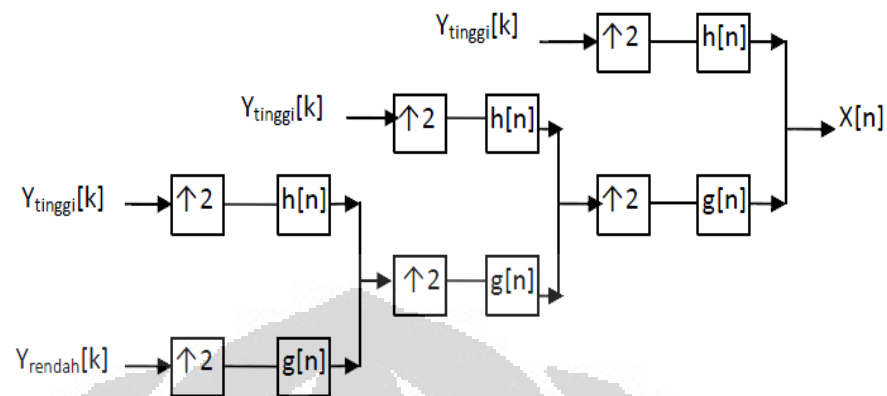 Y_tinggi[k] ↑2 h[n]
Y_tinggi[k] ↑2 h[n]
X[n]
Y_tinggi[k] ↑2 h[n] ↑2 g[n]
↑2 g[n]
Y_rendah[k] ↑2 g[n]